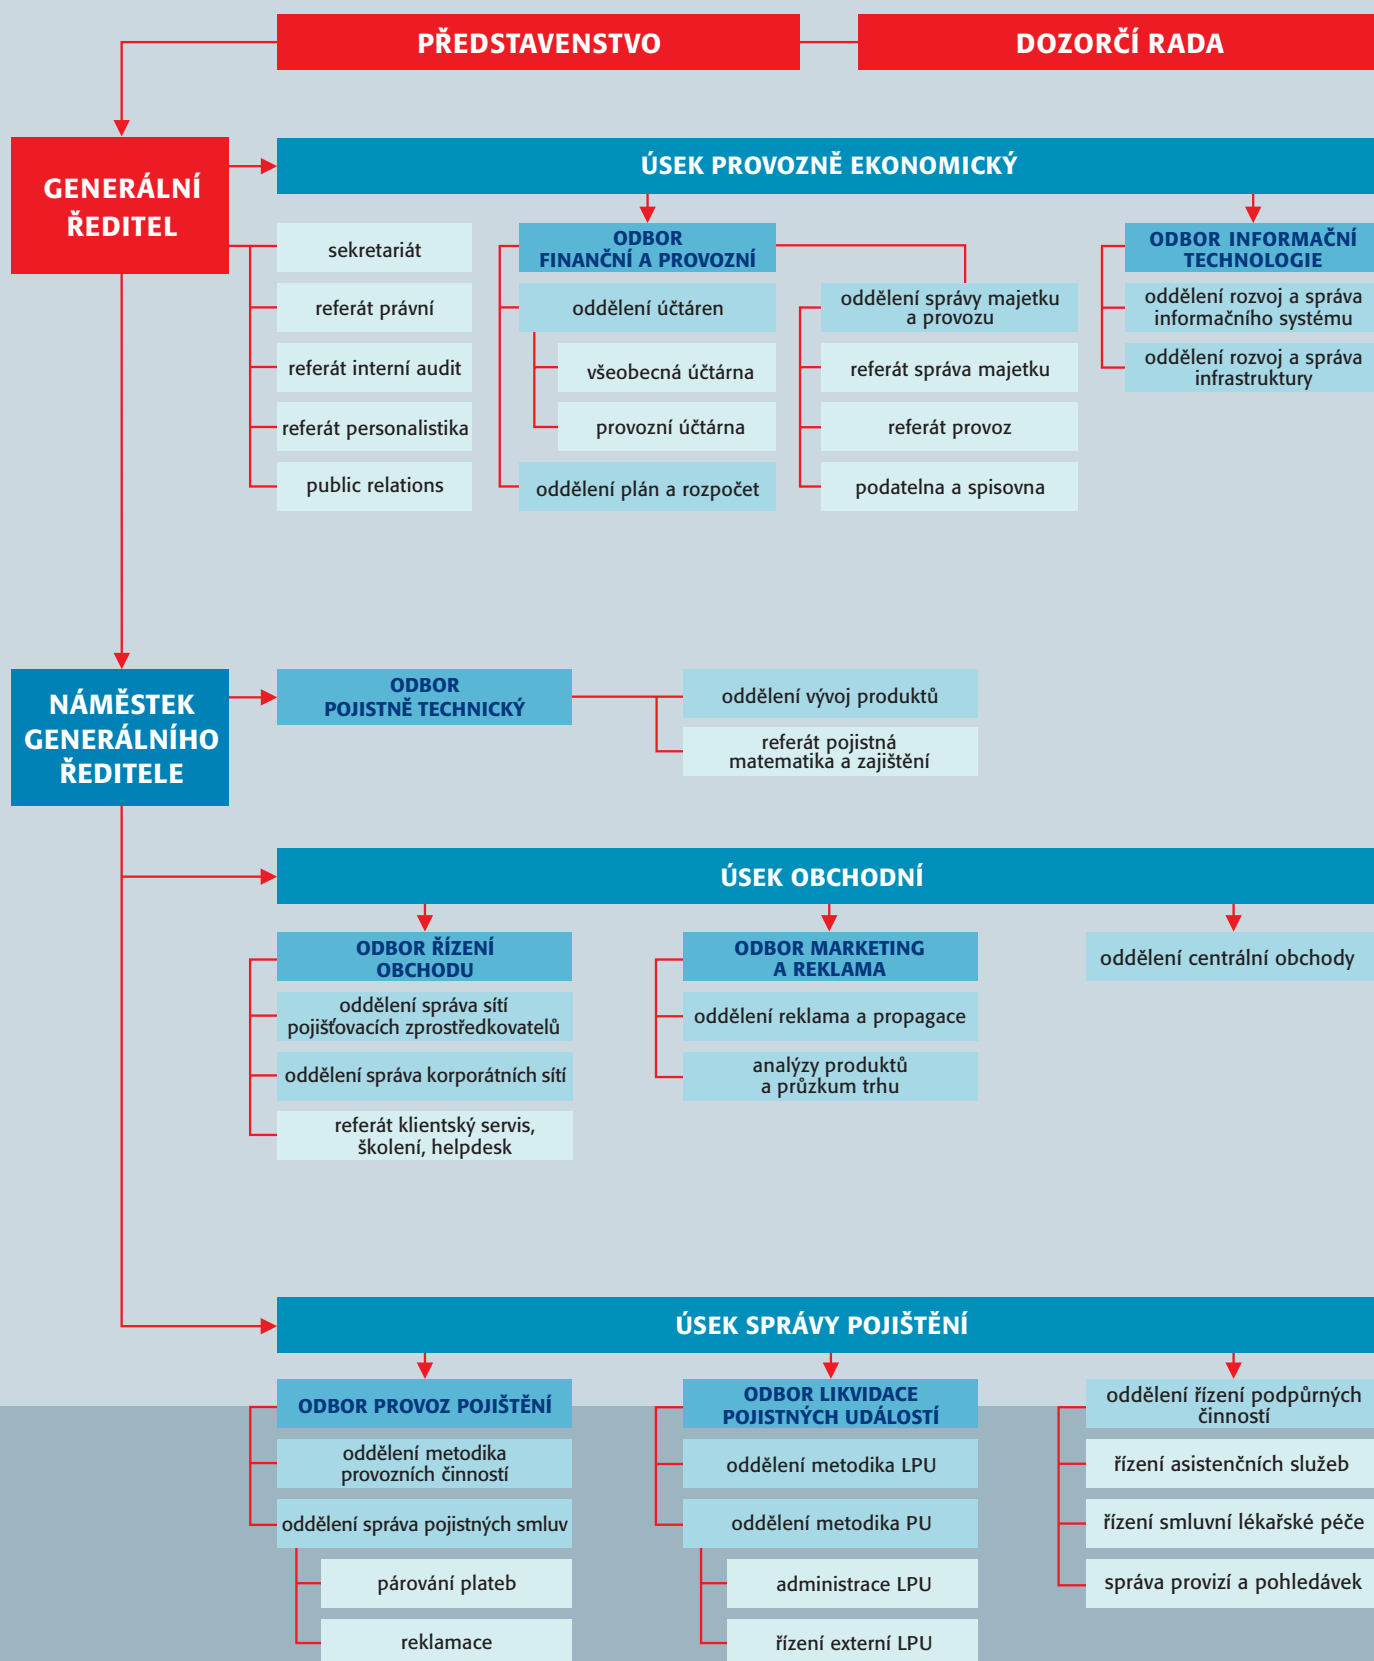 PŘEDSTAVENSTVO
DOZORČÍ RADA
GENERÁLNÍ
ŘEDITEL
ÚSEK PROVOZNĚ EKONOMICKÝ
sekretariát
referát právní
referát interní audit
referát personalistika
public relations
ODBOR
FINANČNÍ A PROVOZNÍ
oddělení účtáren
všeobecná účtárna
provozní účtárna
oddělení plán a rozpočet
oddělení správy majetku
a provozu
referát správa majetku
referát provoz
podatelna a spisovna
ODBOR INFORMAČNÍ
TECHNOLOGIE
oddělení rozvoj a správa
informačního systému
oddělení rozvoj a správa
infrastruktury
NÁMĚSTEK
GENERÁLNÍHO
ŘEDITELE
ODBOR
POJISTNĚ TECHNICKÝ
oddělení vývoj produktů
referát pojistná
matematika a zajištění
ÚSEK OBCHODNÍ
ODBOR ŘÍZENÍ
OBCHODU
oddělení správa sítí
pojišťovacích zprostředkovatelů
oddělení správa korporátních sítí
referát klientský servis,
školení, helpdesk
ODBOR MARKETING
A REKLAMA
oddělení reklama a propagace
analýzy produktů
a průzkum trhu
oddělení centrální obchody
ÚSEK SPRÁVY POJIŠTĚNÍ
ODBOR PROVOZ POJIŠTĚNÍ
oddělení metodika
provozních činností
oddělení správa pojistných smluv
párování plateb
reklamace
ODBOR LIKVIDACE
POJISTNÝCH UDÁLOSTÍ
oddělení metodika LPU
oddělení metodika PU
administrace LPU
řízení externí LPU
oddělení řízení podpůrných
činností
řízení asistenčních služeb
řízení smluvní lékařské péče
správa provizí a pohledávek